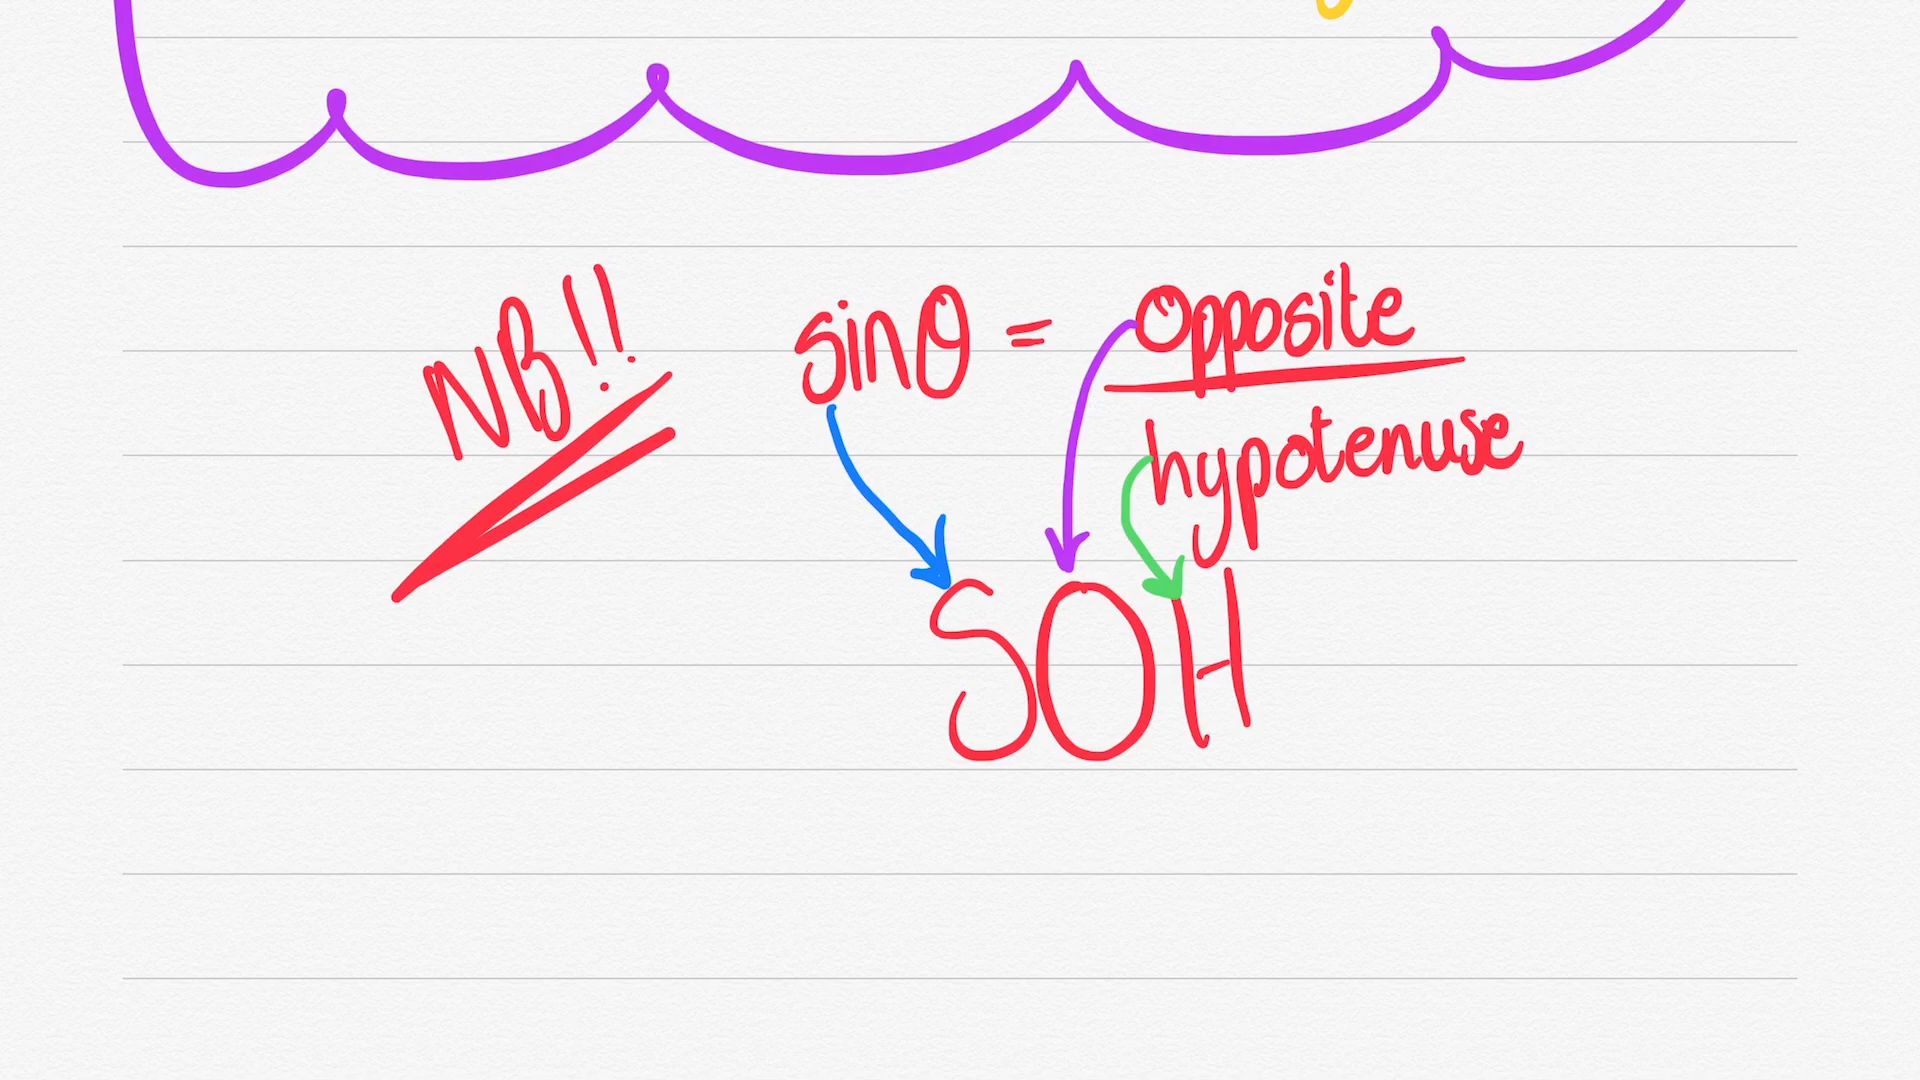 NB!!
sinθ = Opposite
hypotenuse
SOH